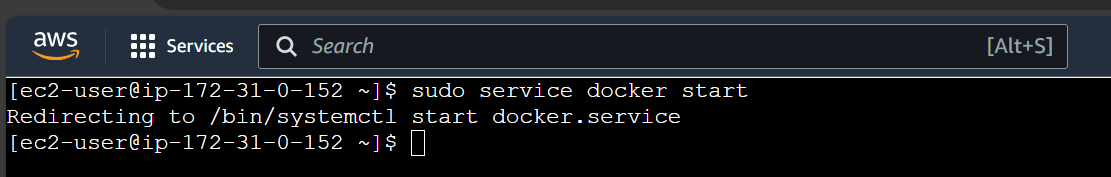 aws
Services
Search
[Alt+S]
[ec2-user@ip-172-31-0-152 ~]$ sudo service docker start
Redirecting to /bin/systemctl start docker.service
[ec2-user@ip-172-31-0-152 ~]$